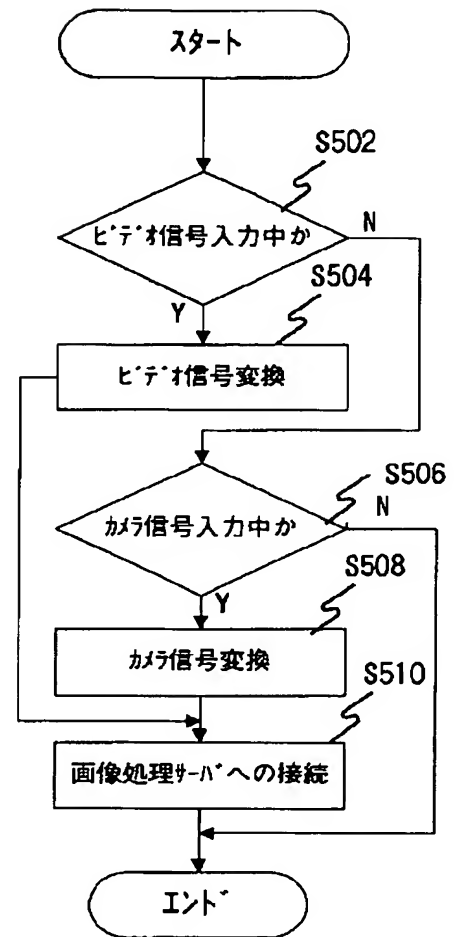 スタート
S502
ビデオ信号入力中か
N
Y
S504
ビデオ信号変換
S506
カメラ信号入力中か
N
Y
S508
カメラ信号変換
S510
画像処理サーバへの接続
エンド